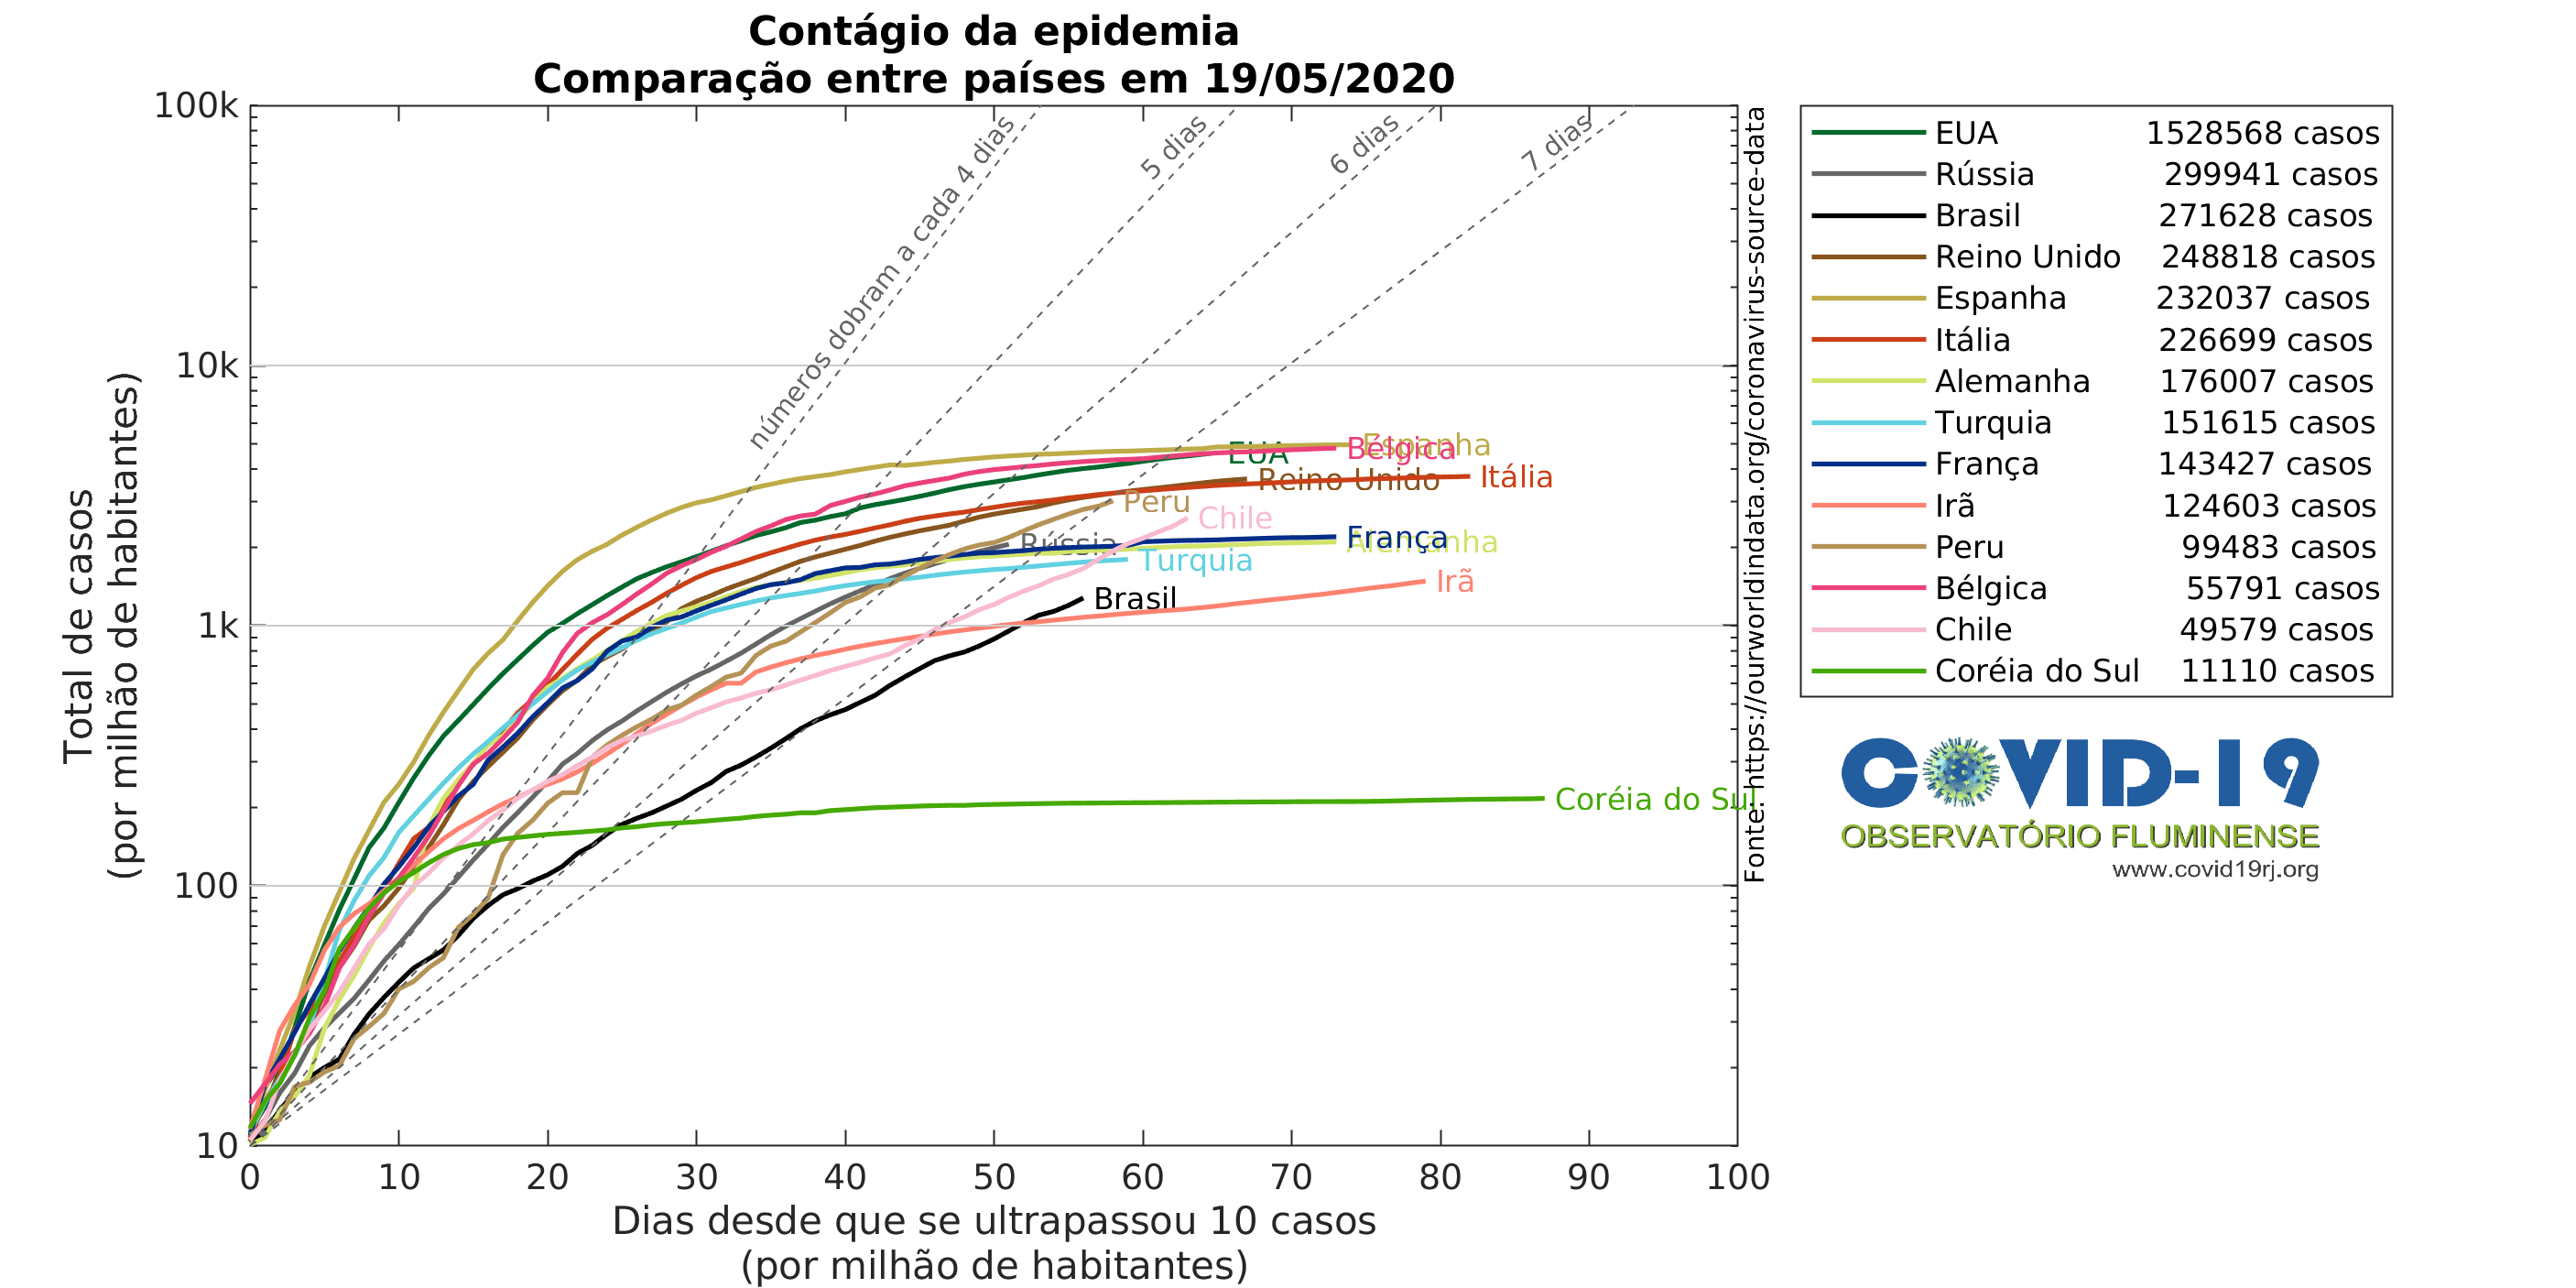 Contágio da epidemia
Comparação entre países em 19/05/2020
100k
10k
1k
100
10
Total de casos
(por milhão de habitantes)
0 10 20 30 40 50 60 70 80 90 100
Dias desde que se ultrapassou 10 casos
(por milhão de habitantes)
números dobram a cada 4 dias
5 dias
6 dias
7 dias
Espanha
Bélgica
EUA
Reino Unido
Itália
Peru
Chile
Rússia
França
Alemanha
Turquia
Irã
Brasil
Coréia do Sul
Fonte: https://ourworldindata.org/coronavirus-source-data
EUA 1528568 casos
Rússia 299941 casos
Brasil 271628 casos
Reino Unido 248818 casos
Espanha 232037 casos
Itália 226699 casos
Alemanha 176007 casos
Turquia 151615 casos
França 143427 casos
Irã 124603 casos
Peru 99483 casos
Bélgica 55791 casos
Chile 49579 casos
Coréia do Sul 11110 casos
COVID-19
OBSERVATÓRIO FLUMINENSE
www.covid19rj.org